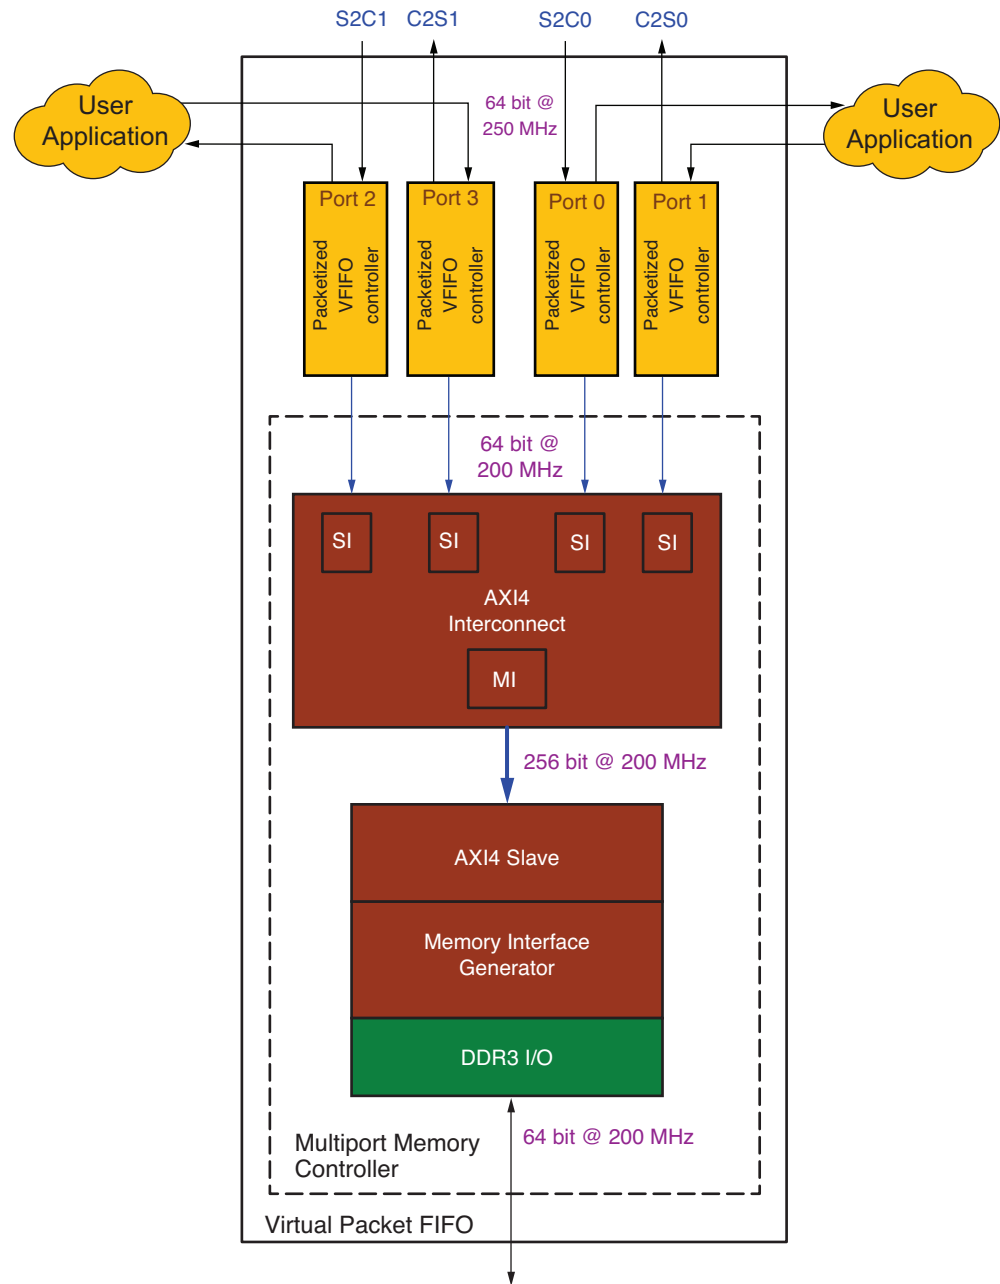 S2C1
C2S1
S2C0
C2S0
User
Application
64 bit @
250 MHz
User
Application
Port 2
Packetized
VFIFO
controller
Port 3
Packetized
VFIFO
controller
Port 0
Packetized
VFIFO
controller
Port 1
Packetized
VFIFO
controller
64 bit @
200 MHz
SI
SI
SI
SI
AXI4
Interconnect
MI
256 bit @ 200 MHz
AXI4 Slave
Memory Interface
Generator
DDR3 I/O
64 bit @ 200 MHz
Multiport Memory
Controller
Virtual Packet FIFO